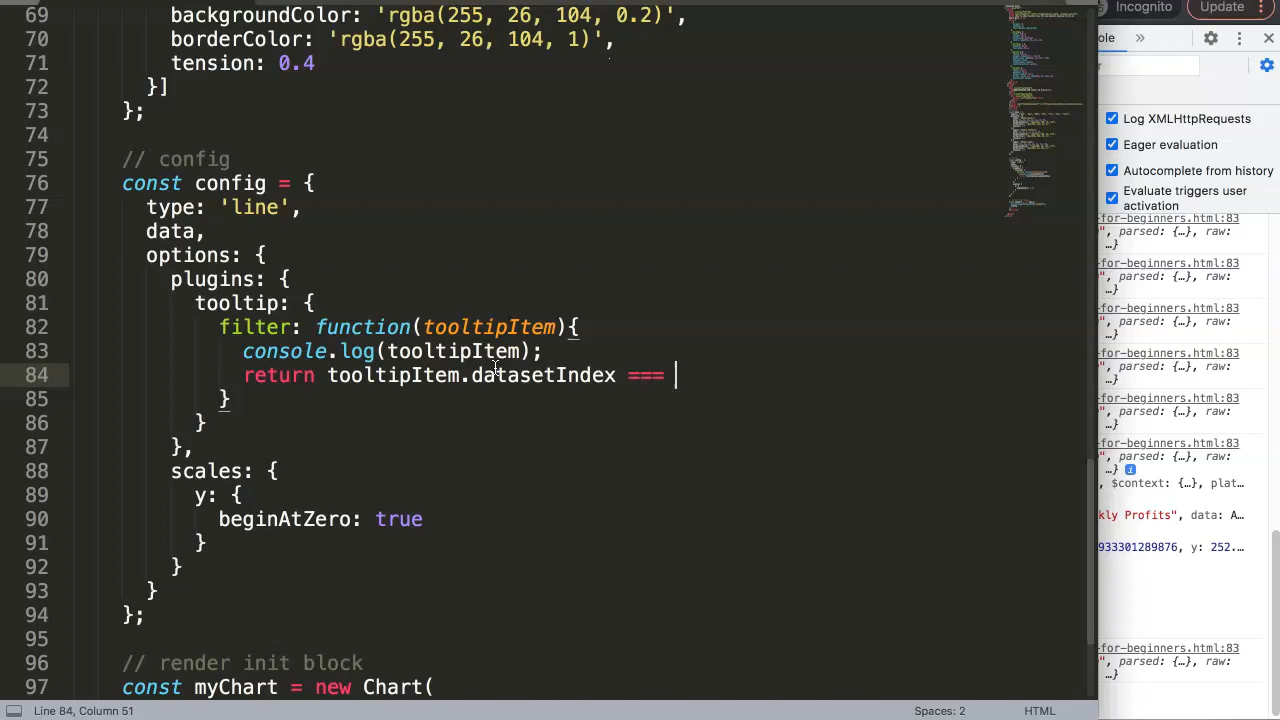 69 backgroundColor: 'rgba(255, 26, 104, 0.2)',
70 borderColor: 'rgba(255, 26, 104, 1)',
71 tension: 0.4
72 }]
73 };
74
75 // config
76 const config = {
77 type: 'line',
78 data,
79 options: {
80 plugins: {
81 tooltip: {
82 filter: function(tooltipItem){
83 console.log(tooltipItem);
84 return tooltipItem.datasetIndex ===
85 }
86 }
87 },
88 scales: {
89 y: {
90 beginAtZero: true
91 }
92 }
93 }
94 };
95
96 // render init block
97 const myChart = new Chart(
Line 84, Column 51
Spaces: 2
HTML
Incognito
Update
ole »
Log XMLHttpRequests
Eager evaluation
Autocomplete from history
Evaluate triggers user
activation
-for-beginners.html:83
", parsed: {…}, raw:
…}
-for-beginners.html:83
", parsed: {…}, raw:
…}
-for-beginners.html:83
", parsed: {…}, raw:
…}
-for-beginners.html:83
", parsed: {…}, raw:
…}
-for-beginners.html:83
", parsed: {…}, raw:
…}
-for-beginners.html:83
", parsed: {…}, raw:
…} i
, $context: {…}, plat…
kly Profits", data: A…
933301289876, y: 252.…
-for-beginners.html:83
", parsed: {…}, raw:
…}